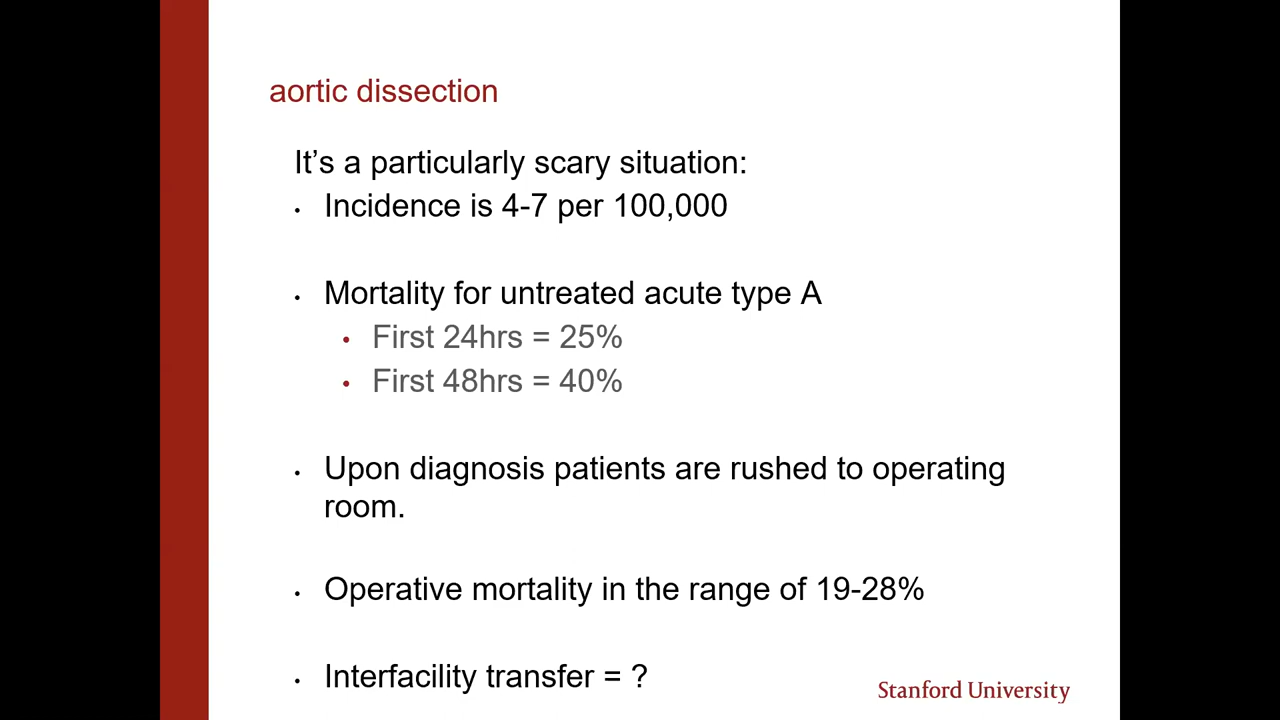 aortic dissection
It’s a particularly scary situation:
• Incidence is 4-7 per 100,000
• Mortality for untreated acute type A
• First 24hrs = 25%
• First 48hrs = 40%
• Upon diagnosis patients are rushed to operating
room.
• Operative mortality in the range of 19-28%
• Interfacility transfer = ?
Stanford University